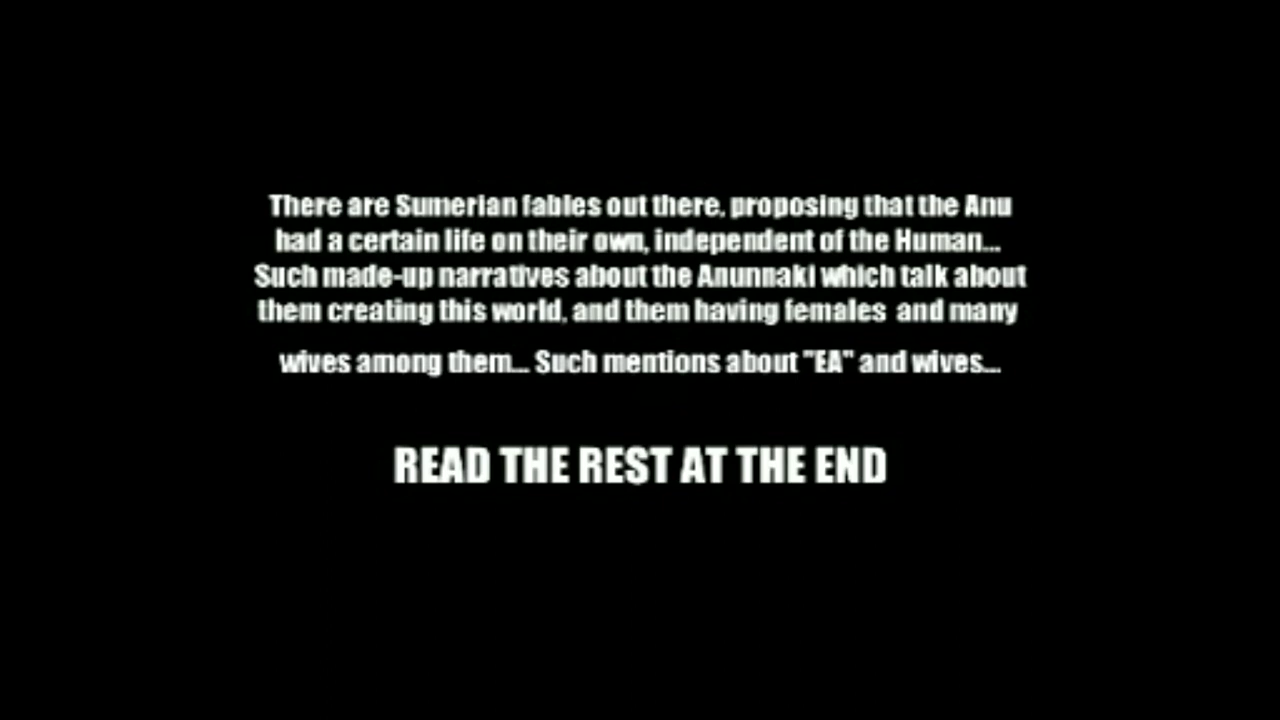 There are Sumerian fables out there, proposing that the Anu
had a certain life on their own, independent of the Human...
Such made-up narratives about the Anunnaki which talk about
them creating this world, and them having females and many
wives among them... Such mentions about "EA" and wives...
READ THE REST AT THE END